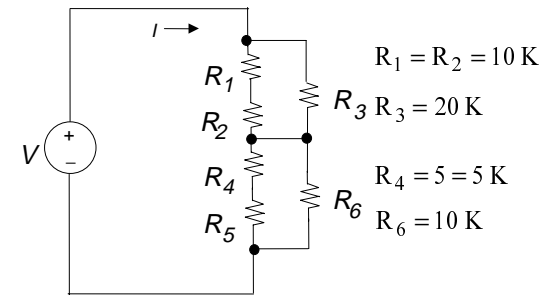 I
R₁
R₂
R₃
V
+
−
R₄
R₅
R₆
R₁ = R₂ = 10 K
R₃ = 20 K
R₄ = 5 = 5 K
R₆ = 10 K